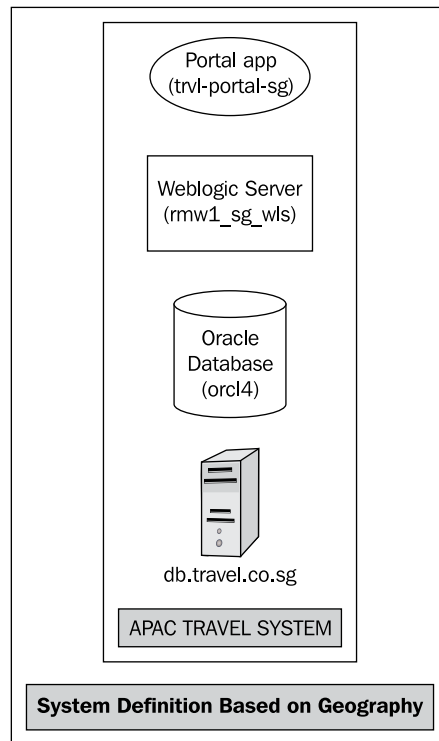 Portal app
(trvl-portal-sg)
Weblogic Server
(rmw1_sg_wls)
Oracle
Database
(orcl4)
db.travel.co.sg
APAC TRAVEL SYSTEM
System Definition Based on Geography